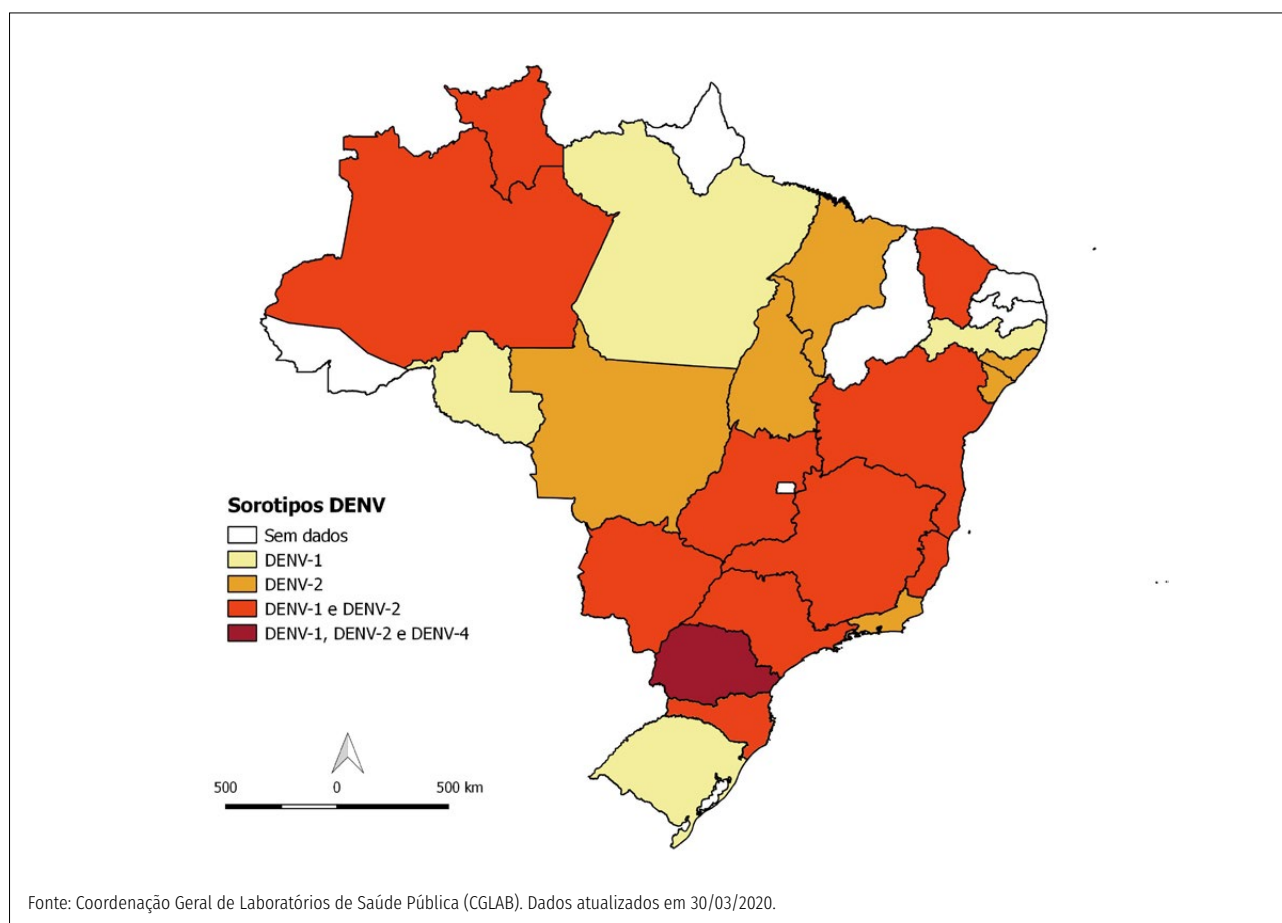 Sorotipos DENV
Sem dados
DENV-1
DENV-2
DENV-1 e DENV-2
DENV-1, DENV-2 e DENV-4
500 0 500 km
Fonte: Coordenação Geral de Laboratórios de Saúde Pública (CGLAB). Dados atualizados em 30/03/2020.